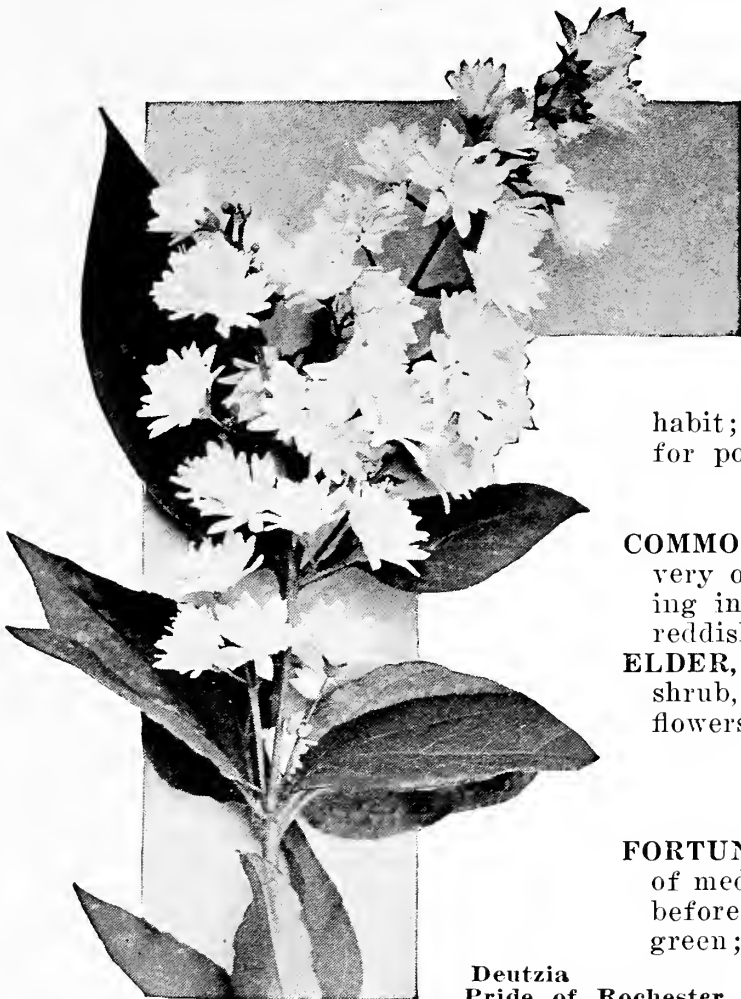 habit;
for po
COMMO
very o
ing in
reddish
ELDER,
shrub,
flowers
FORTUN
of med
before
green;
Deutzia
Pride of Rochester